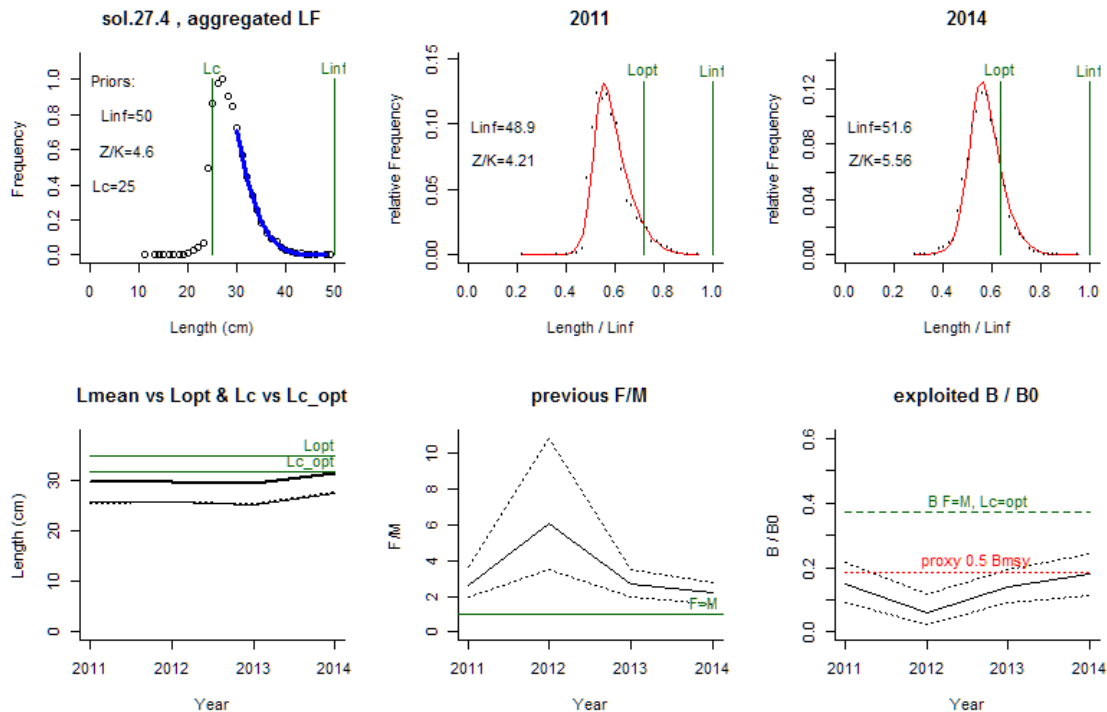 sol.27.4 , aggregated LF
Frequency
0.0 0.2 0.4 0.6 0.8 1.0
Priors:
Linf=50
Z/K=4.6
Lc=25
Lc
Linf
0 10 20 30 40 50
Length (cm)
2011
relative Frequency
0.00 0.05 0.10 0.15
Linf=48.9
Z/K=4.21
Lopt
Linf
0.0 0.2 0.4 0.6 0.8 1.0
Length / Linf
2014
relative Frequency
0.00 0.04 0.08 0.12
Linf=51.6
Z/K=5.56
Lopt
Linf
0.0 0.2 0.4 0.6 0.8 1.0
Length / Linf
Lmean vs Lopt & Lc vs Lc_opt
Length (cm)
0 10 20 30
Lopt
Lc_opt
2011 2012 2013 2014
Year
previous F/M
F/M
0 2 4 6 8 10
F=M
2011 2012 2013 2014
Year
exploited B / B0
B / B0
0.0 0.2 0.4 0.6
B F=M, Lc=opt
proxy 0.5 Bmsy
2011 2012 2013 2014
Year